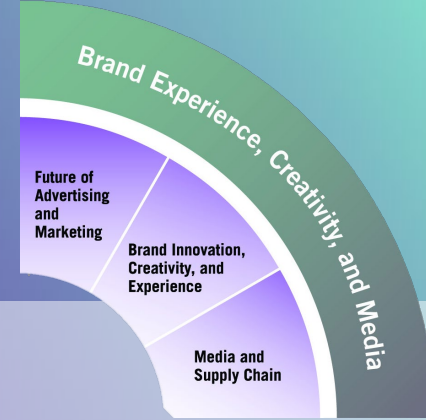 Brand Experience, Creativity, and Media
Future of
Advertising
and
Marketing
Brand Innovation,
Creativity, and
Experience
Media and
Supply Chain